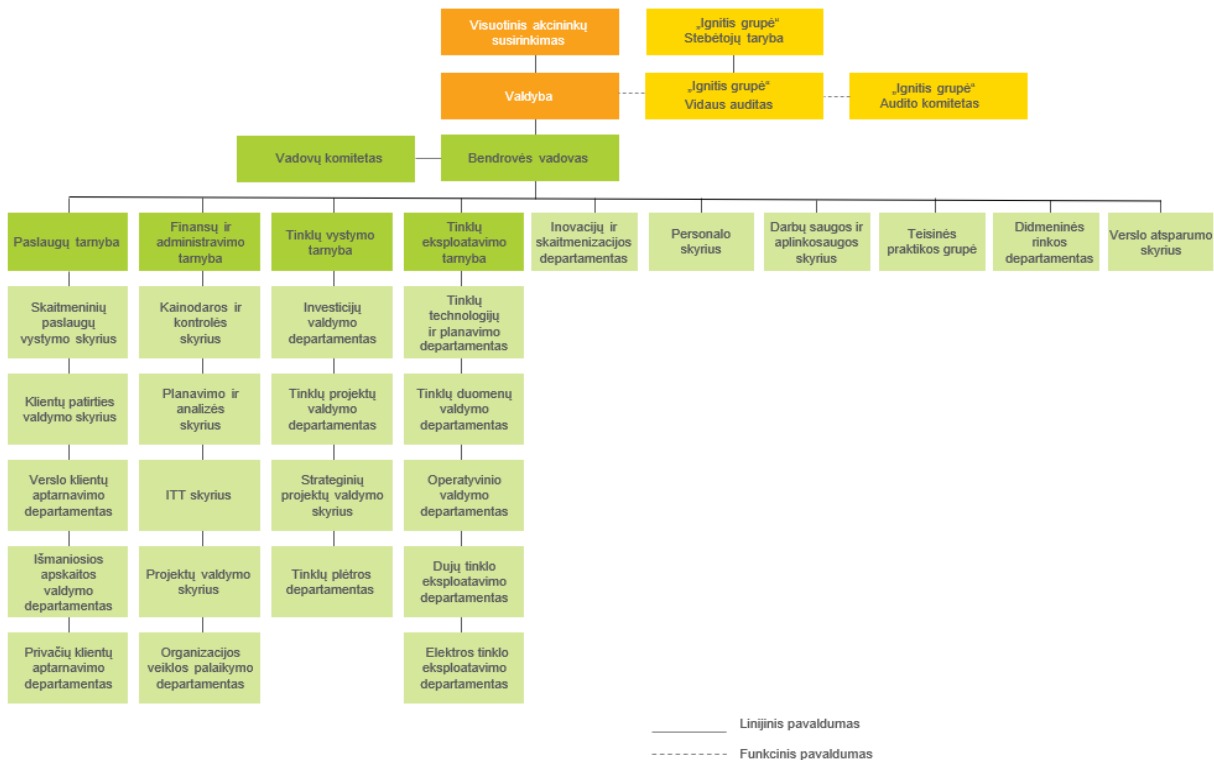 Visuotinis akcininkų
susirinkimas
„Ignitis grupė“
Stebėtojų taryba
Valdyba
„Ignitis grupė“
Vidaus auditas
„Ignitis grupė“
Audito komitetas
Vadovų komitetas
Bendrovės vadovas
Paslaugų tarnyba
Finansų ir
administravimo
tarnyba
Tinklų vystymo
tarnyba
Tinklų
eksploatavimo
tarnyba
Inovacijų ir
skaitmenizacijos
departamentas
Personalo
skyrius
Darbų saugos ir
aplinkosaugos
skyrius
Teisinės
praktikos grupė
Didmeninės
rinkos
departamentas
Verslo atsparumo
skyrius
Skaitmeninių
paslaugų
vystymo skyrius
Kainodaros ir
kontrolės
skyrius
Investicijų
valdymo
departamentas
Tinklų
technologijų
ir planavimo
departamentas
Klientų patirties
valdymo skyrius
Planavimo ir
analizės
skyrius
Tinklų projektų
valdymo
departamentas
Tinklų duomenų
valdymo
departamentas
Verslo klientų
aptarnavimo
departamentas
ITT skyrius
Strateginių
projektų valdymo
skyrius
Operatyvinio
valdymo
departamentas
Išmaniosios
apskaitos
valdymo
departamentas
Projektų valdymo
skyrius
Tinklų plėtros
departamentas
Dujų tinklo
eksploatavimo
departamentas
Privačių klientų
aptarnavimo
departamentas
Organizacijos
veiklos palaikymo
departamentas
Elektros tinklo
eksploatavimo
departamentas
Linijinis pavaldumas
Funkcinis pavaldumas